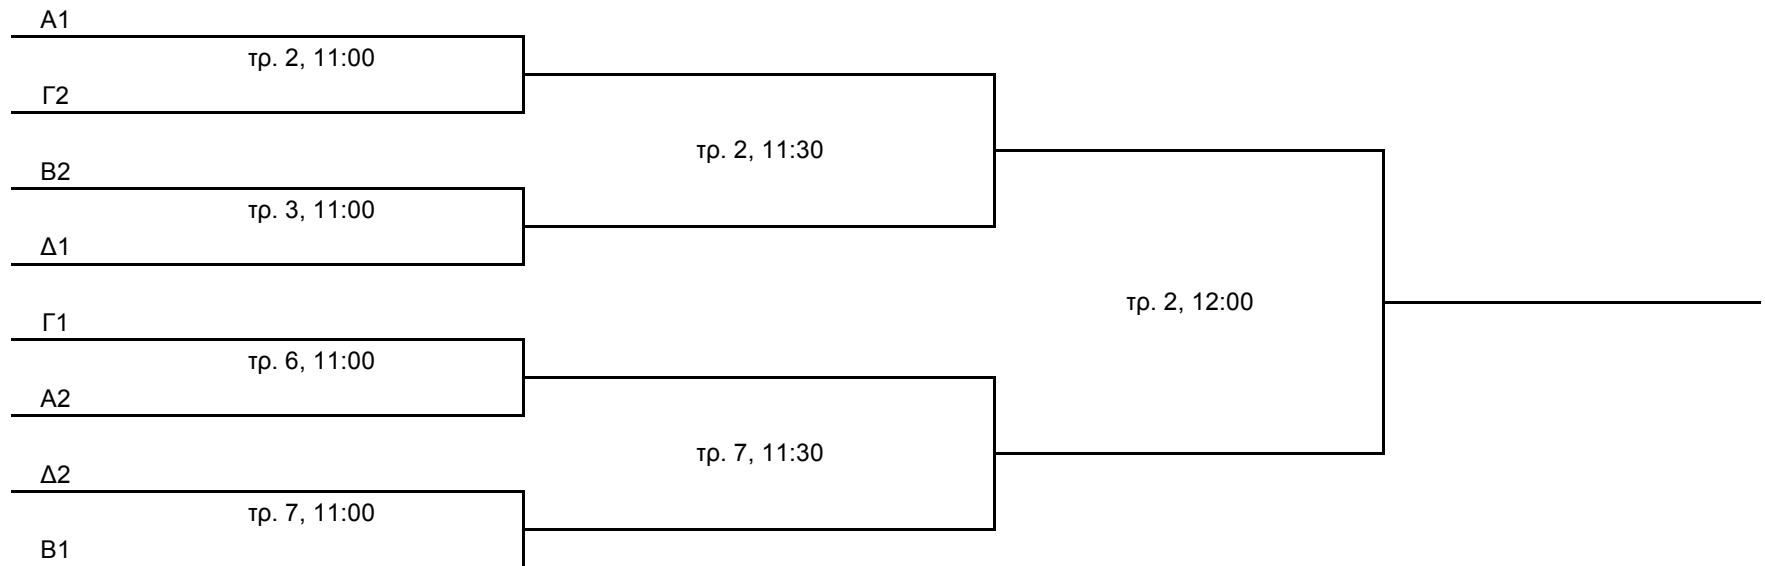 Α1
τρ. 2, 11:00
Γ2
τρ. 2, 11:30
Β2
τρ. 3, 11:00
Δ1
τρ. 2, 12:00
Γ1
τρ. 6, 11:00
Α2
τρ. 7, 11:30
Δ2
τρ. 7, 11:00
Β1